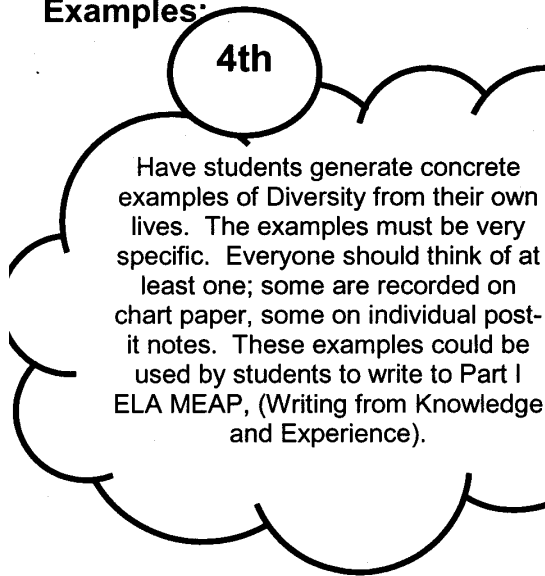 Examples:
4th
Have students generate concrete
examples of Diversity from their own
lives. The examples must be very
specific. Everyone should think of at
least one; some are recorded on
chart paper, some on individual post-
it notes. These examples could be
used by students to write to Part I
ELA MEAP, (Writing from Knowledge
and Experience).